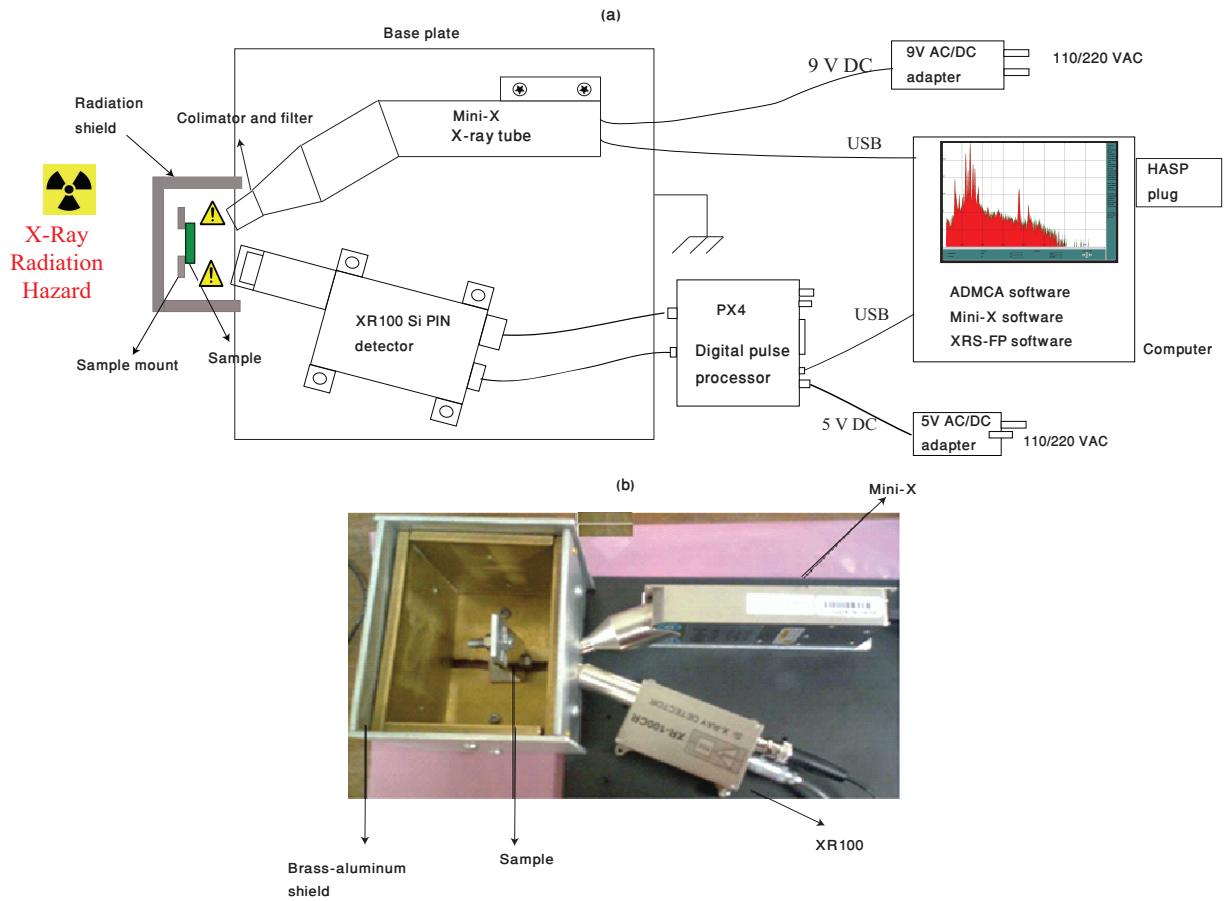 (a)
Base plate
9 V DC
9V AC/DC
adapter
110/220 VAC
Radiation
shield
Colimator and filter
Mini-X
X-ray tube
USB
HASP
plug
X-Ray
Radiation
Hazard
XR100 Si PIN
detector
PX4
Digital pulse
processor
USB
ADMCA software
Mini-X software
XRS-FP software
Computer
Sample mount
Sample
5 V DC
5V AC/DC
adapter
110/220 VAC
(b)
Mini-X
XR-100CR
X-RAY DETECTOR
XR100
Sample
Brass-aluminum
shield